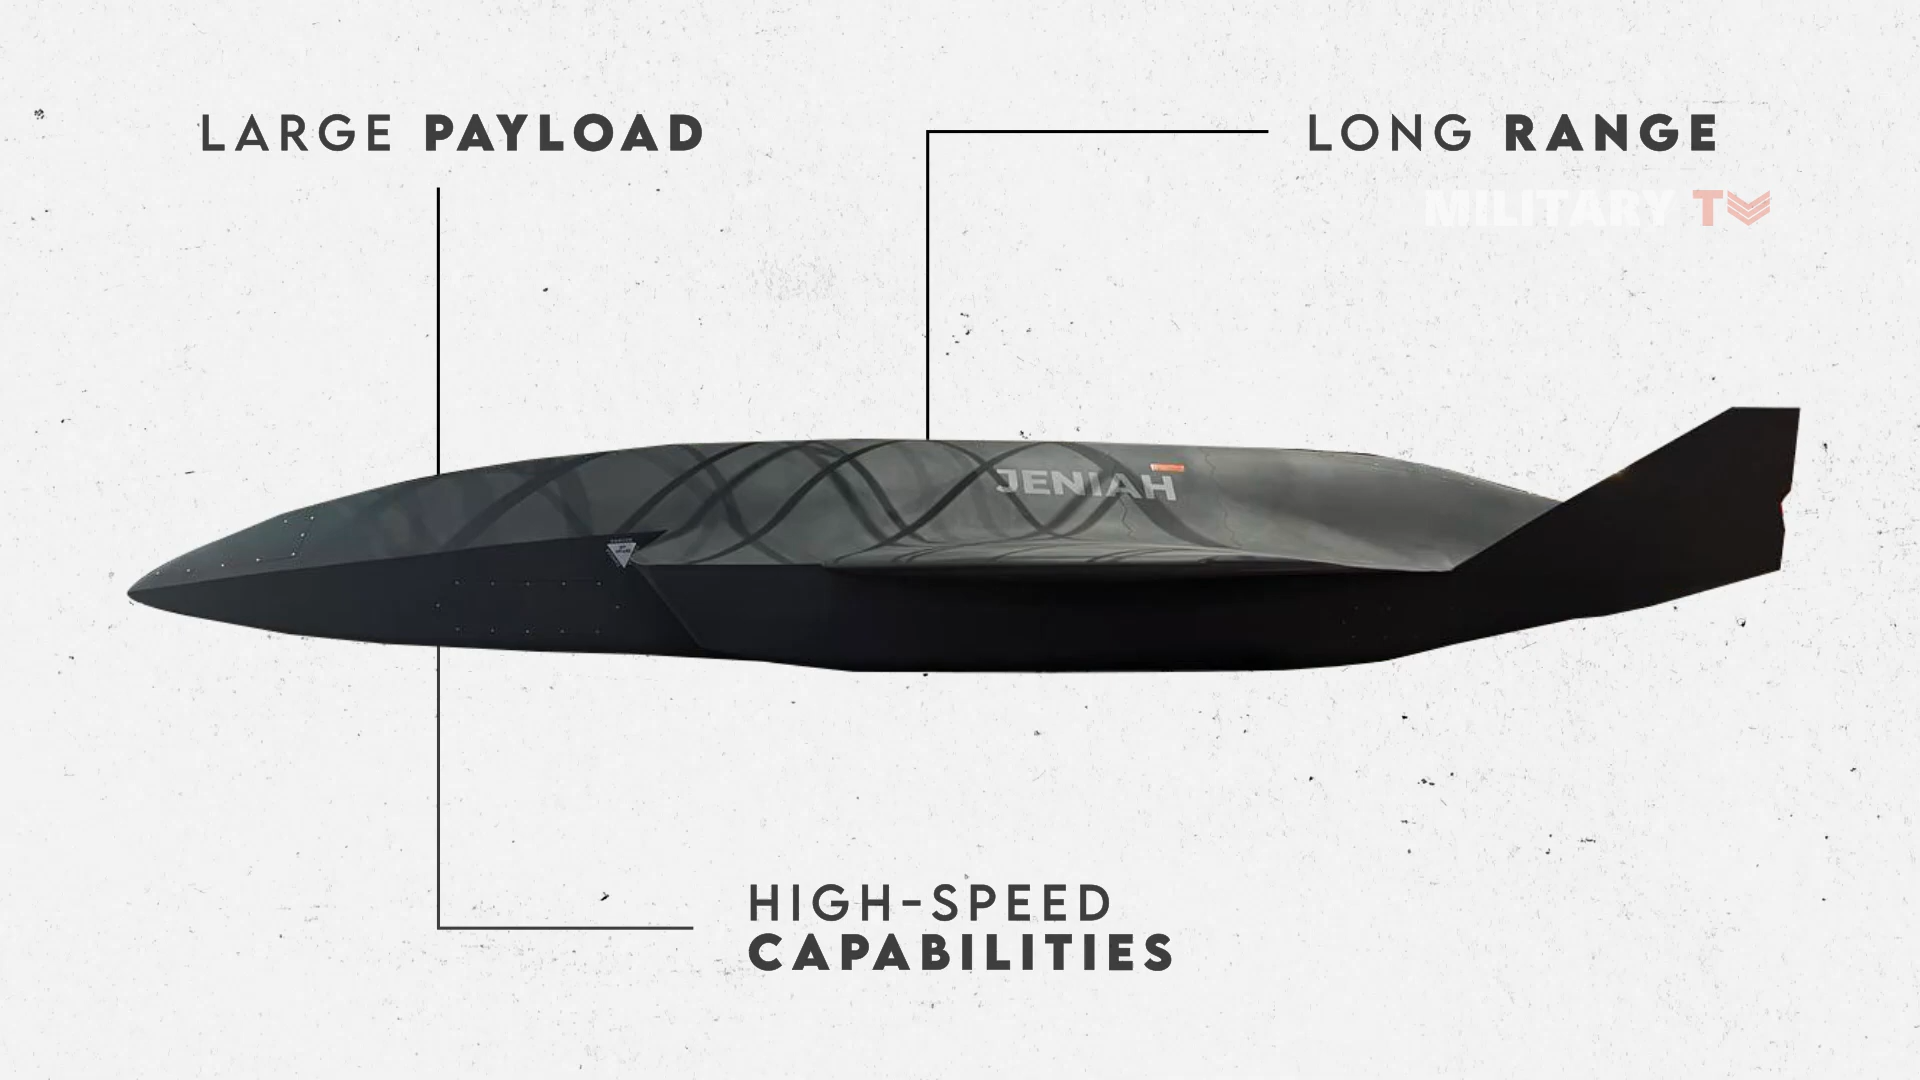 LARGE PAYLOAD
LONG RANGE
MILITARY TV
JENIAH
HIGH-SPEED
CAPABILITIES